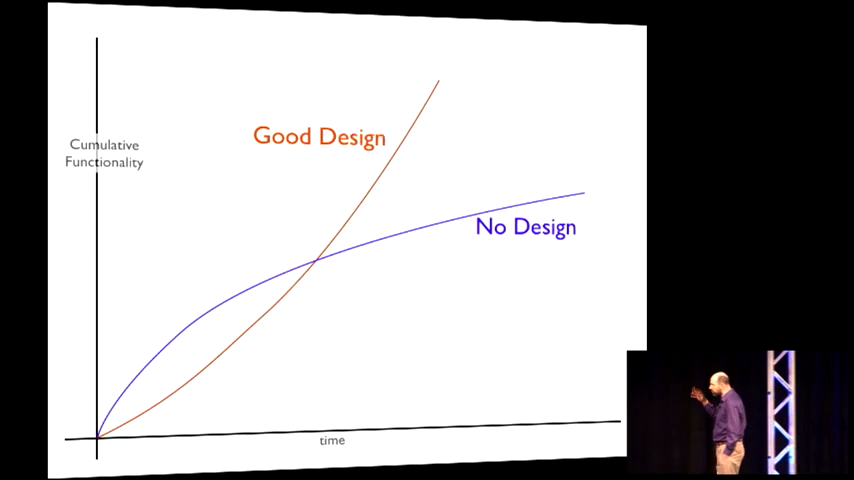 Good Design
Cumulative
Functionality
No Design
time